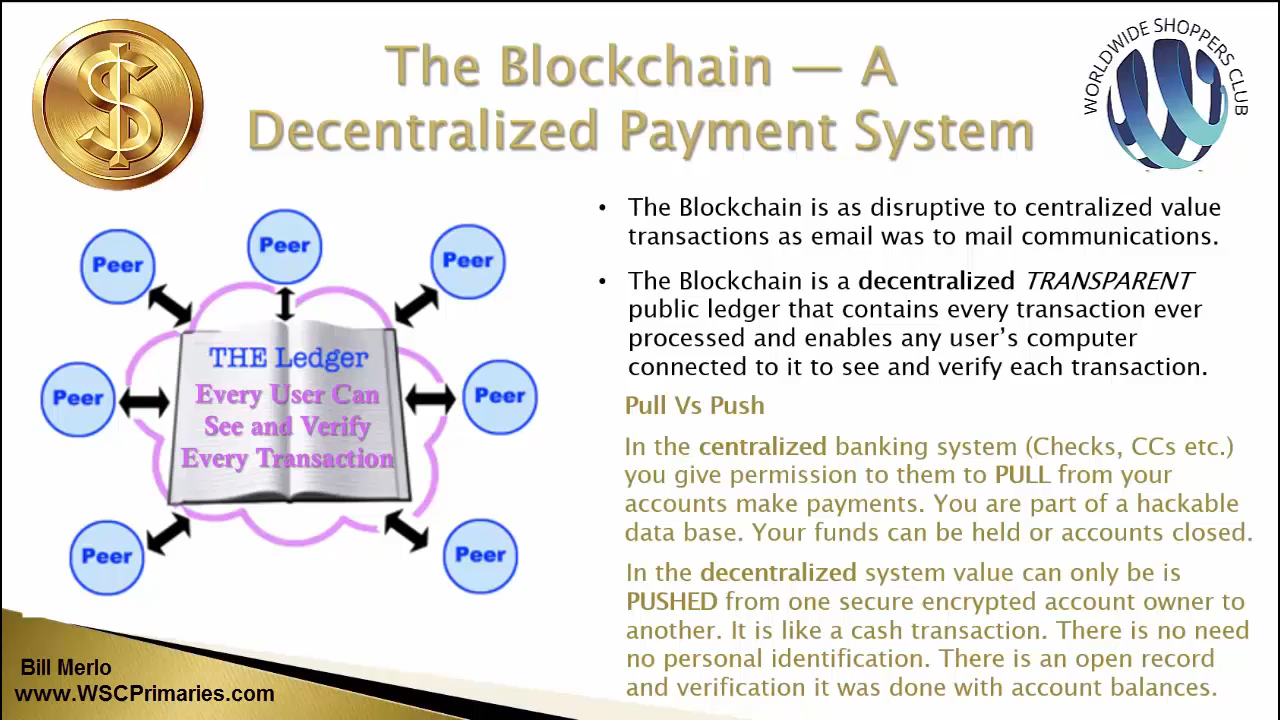 The Blockchain — A
Decentralized Payment System
WORLDWIDE SHOPPERS CLUB
Peer
Peer
Peer
Peer
Peer
Peer
Peer
THE Ledger
Every User Can
See and Verify
Every Transaction
• The Blockchain is as disruptive to centralized value
transactions as email was to mail communications.
• The Blockchain is a decentralized TRANSPARENT
public ledger that contains every transaction ever
processed and enables any user’s computer
connected to it to see and verify each transaction.
Pull Vs Push
In the centralized banking system (Checks, CCs etc.)
you give permission to them to PULL from your
accounts make payments. You are part of a hackable
data base. Your funds can be held or accounts closed.
In the decentralized system value can only be is
PUSHED from one secure encrypted account owner to
another. It is like a cash transaction. There is no need
no personal identification. There is an open record
and verification it was done with account balances.
Bill Merlo
www.WSCPrimaries.com